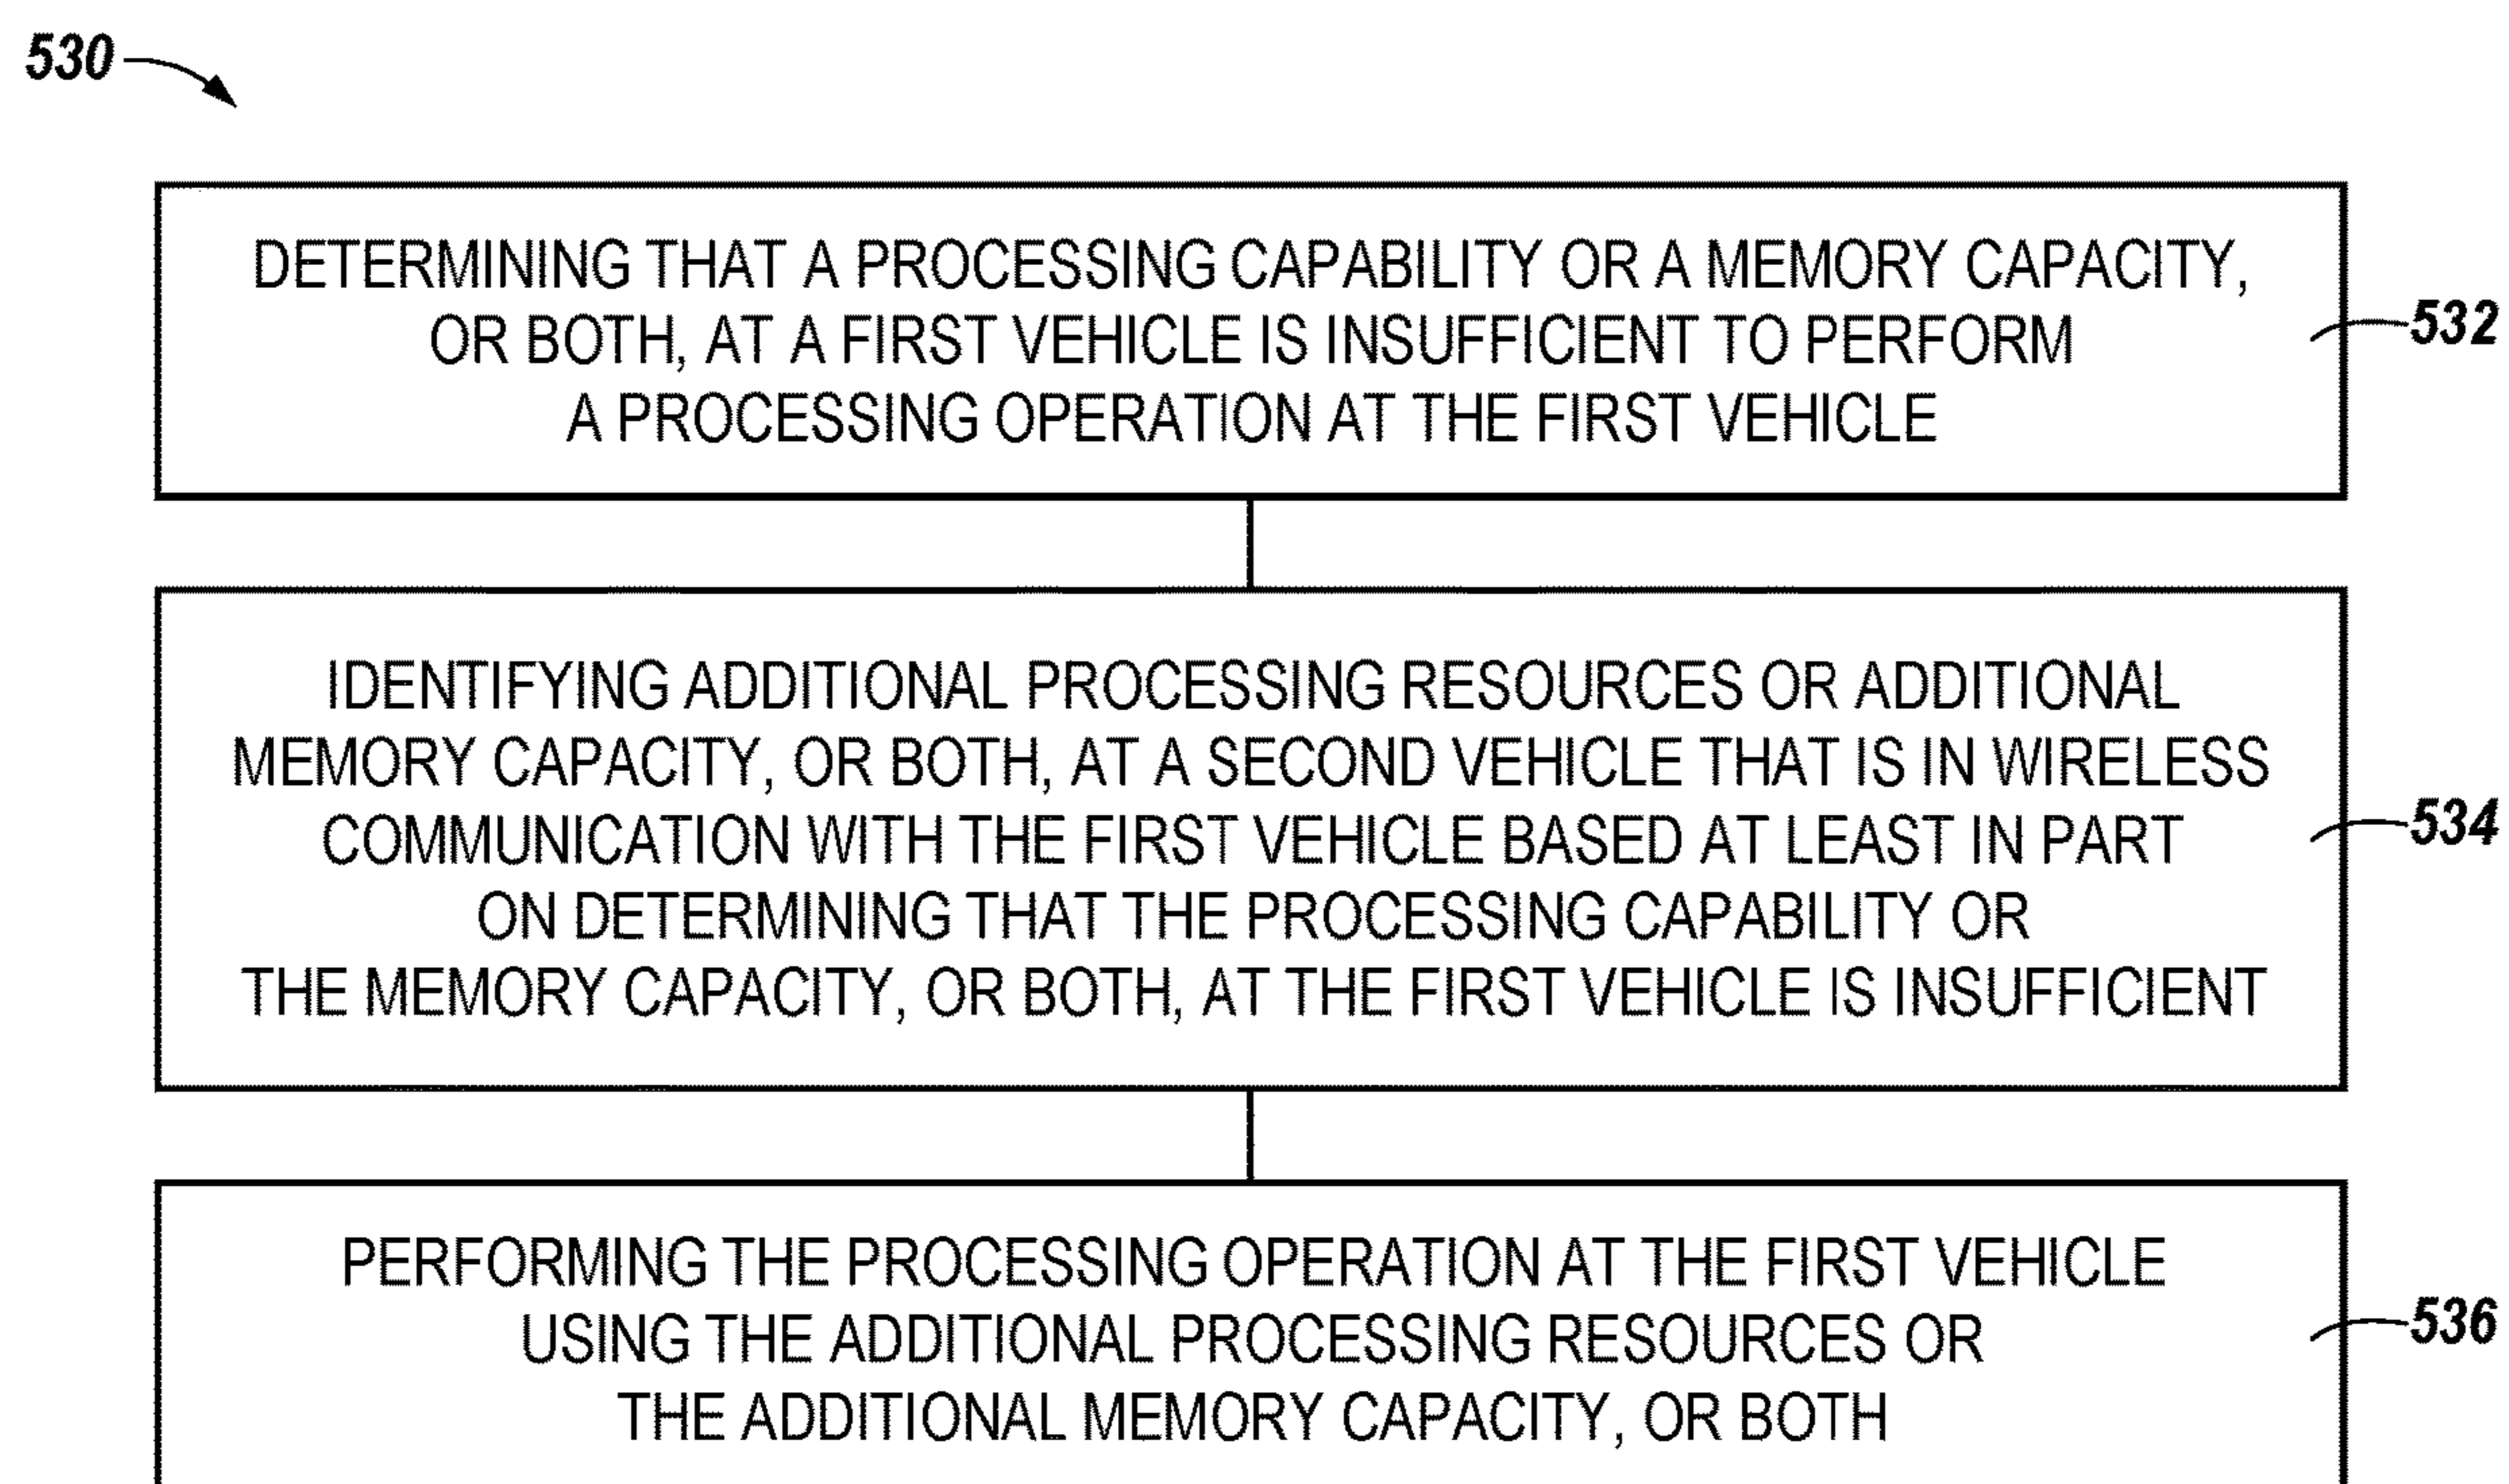 530
DETERMINING THAT A PROCESSING CAPABILITY OR A MEMORY CAPACITY,
OR BOTH, AT A FIRST VEHICLE IS INSUFFICIENT TO PERFORM
A PROCESSING OPERATION AT THE FIRST VEHICLE
532
IDENTIFYING ADDITIONAL PROCESSING RESOURCES OR ADDITIONAL
MEMORY CAPACITY, OR BOTH, AT A SECOND VEHICLE THAT IS IN WIRELESS
COMMUNICATION WITH THE FIRST VEHICLE BASED AT LEAST IN PART
ON DETERMINING THAT THE PROCESSING CAPABILITY OR
THE MEMORY CAPACITY, OR BOTH, AT THE FIRST VEHICLE IS INSUFFICIENT
534
PERFORMING THE PROCESSING OPERATION AT THE FIRST VEHICLE
USING THE ADDITIONAL PROCESSING RESOURCES OR
THE ADDITIONAL MEMORY CAPACITY, OR BOTH
536